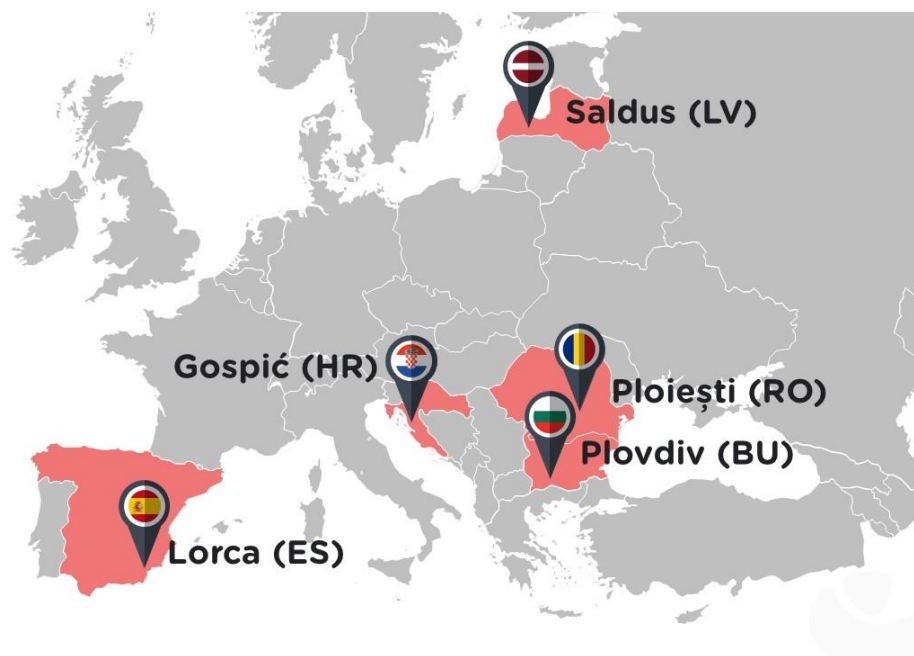 Saldus (LV)
Gospić (HR)
Ploiești (RO)
Plovdiv (BU)
Lorca (ES)